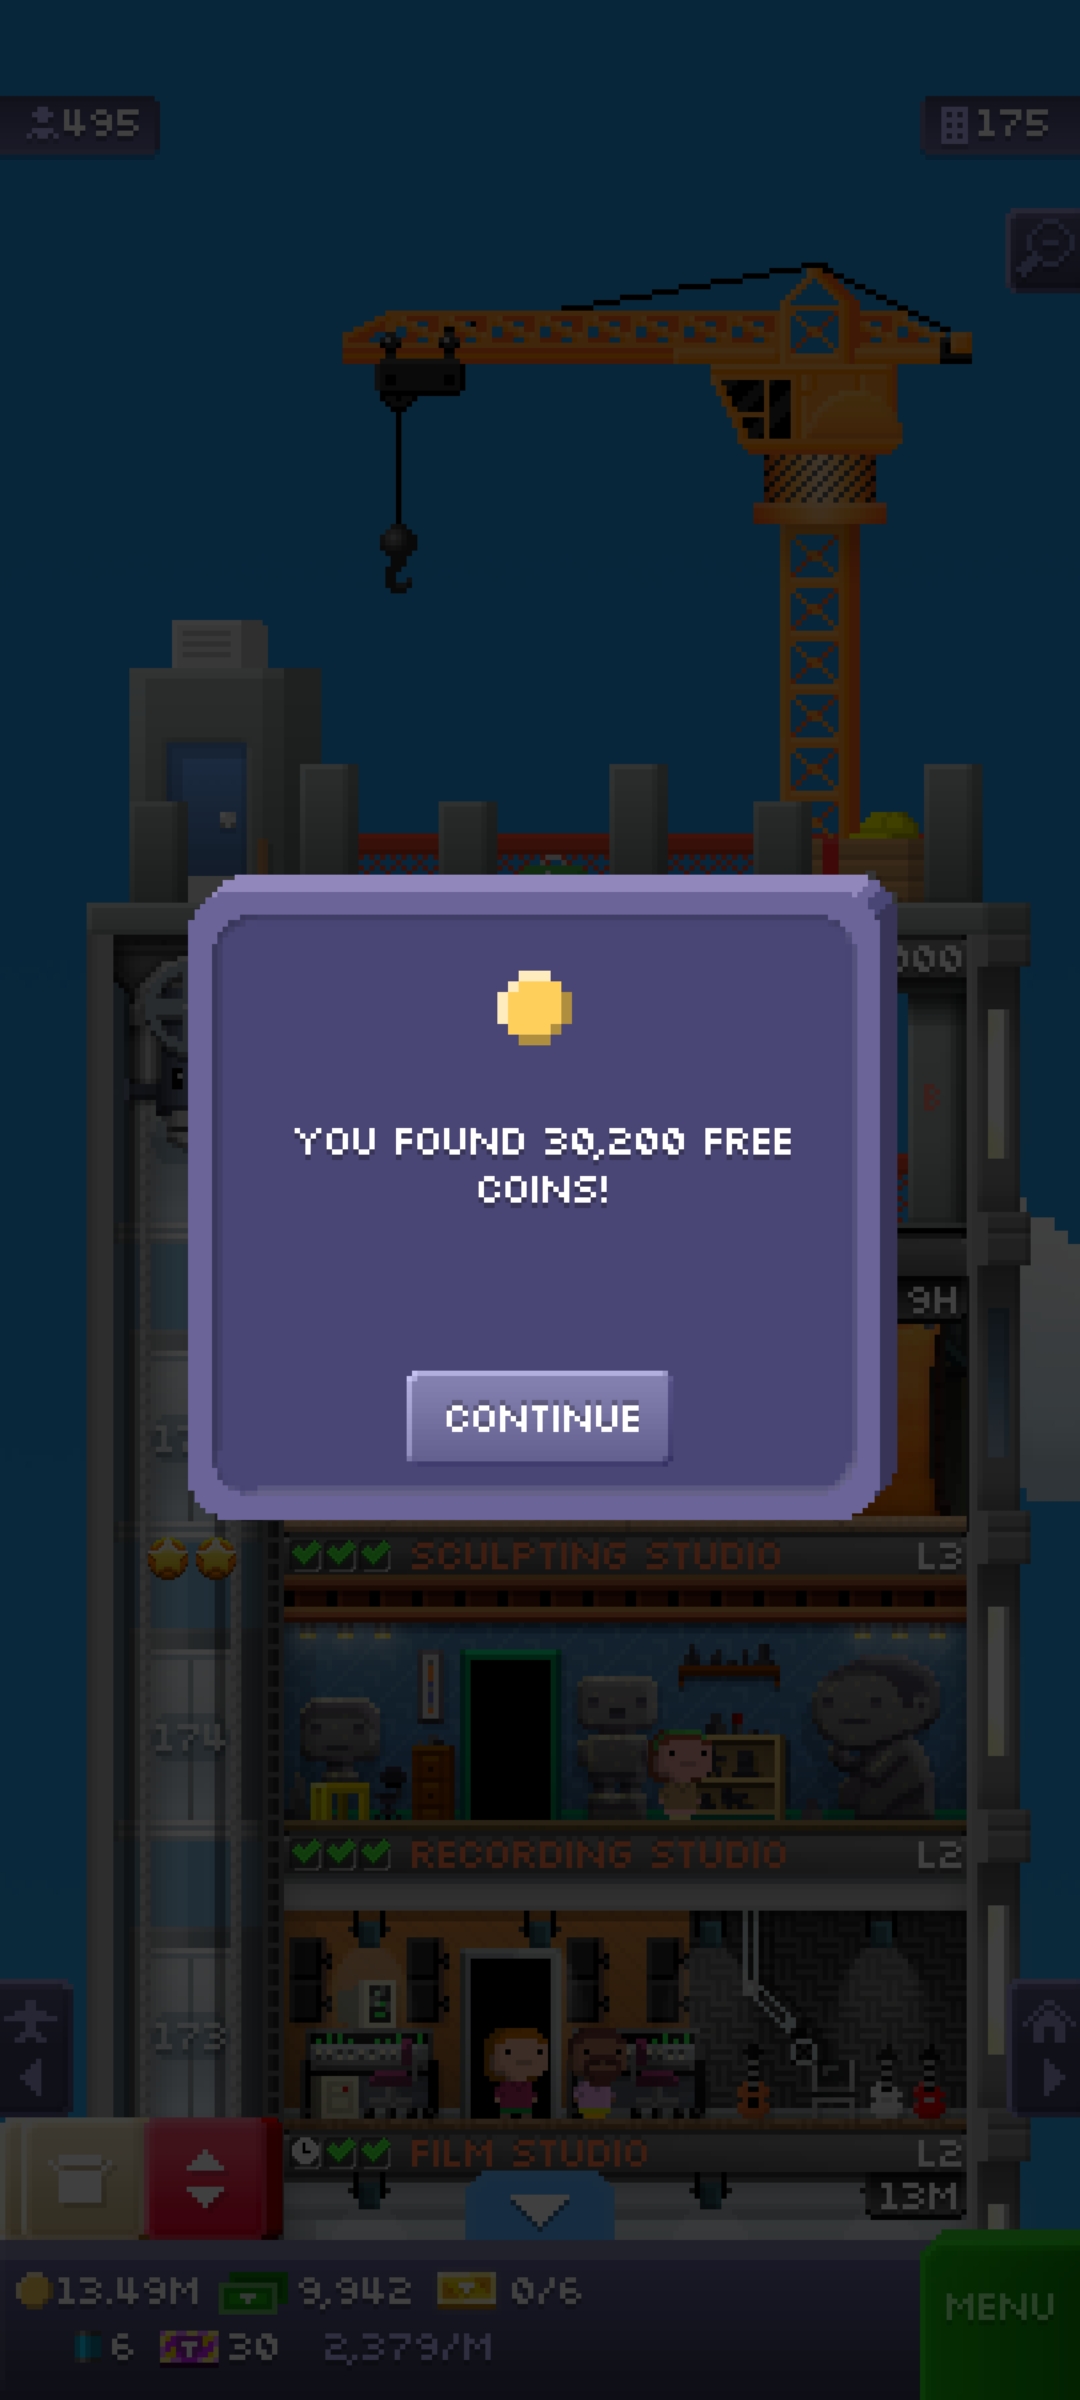 495
175
000
YOU FOUND 30,200 FREE
COINS!
9H
CONTINUE
SCULPTING STUDIO L3
174
RECORDING STUDIO L2
173
FILM STUDIO L2
13M
13.49M 9,942 0/6
6 T 30 2,379/M
MENU